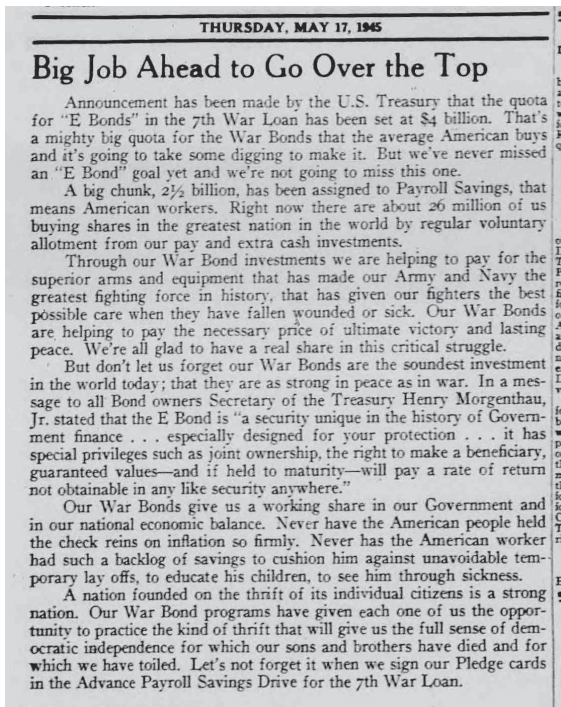 THURSDAY, MAY 17, 1945
Big Job Ahead to Go Over the Top
Announcement has been made by the U.S. Treasury that the quota
for "E Bonds" in the 7th War Loan has been set at $4 billion. That's
a mighty big quota for the War Bonds that the average American buys
and it's going to take some digging to make it. But we've never missed
an "E Bond" goal yet and we're not going to miss this one.
A big chunk, 2½ billion, has been assigned to Payroll Savings, that
means American workers. Right now there are about 26 million of us
buying shares in the greatest nation in the world by regular voluntary
allotment from our pay and extra cash investments.
Through our War Bond investments we are helping to pay for the
superior arms and equipment that has made our Army and Navy the
greatest fighting force in history, that has given our fighters the best
possible care when they have fallen wounded or sick. Our War Bonds
are helping to pay the necessary price of ultimate victory and lasting
peace. We're all glad to have a real share in this critical struggle.
But don't let us forget our War Bonds are the soundest investment
in the world today; that they are as strong in peace as in war. In a mes-
sage to all Bond owners Secretary of the Treasury Henry Morgenthau,
Jr. stated that the E Bond is "a security unique in the history of Govern-
ment finance . . . especially designed for your protection . . . it has
special privileges such as joint ownership, the right to make a beneficiary,
guaranteed values—and if held to maturity—will pay a rate of return
not obtainable in any like security anywhere."
Our War Bonds give us a working share in our Government and
in our national economic balance. Never have the American people held
the check reins on inflation so firmly. Never has the American worker
had such a backlog of savings to cushion him against unavoidable tem-
porary lay offs, to educate his children, to see him through sickness.
A nation founded on the thrift of its individual citizens is a strong
nation. Our War Bond programs have given each one of us the oppor-
tunity to practice the kind of thrift that will give us the full sense of dem-
ocratic independence for which our sons and brothers have died and for
which we have toiled. Let's not forget it when we sign our Pledge cards
in the Advance Payroll Savings Drive for the 7th War Loan.